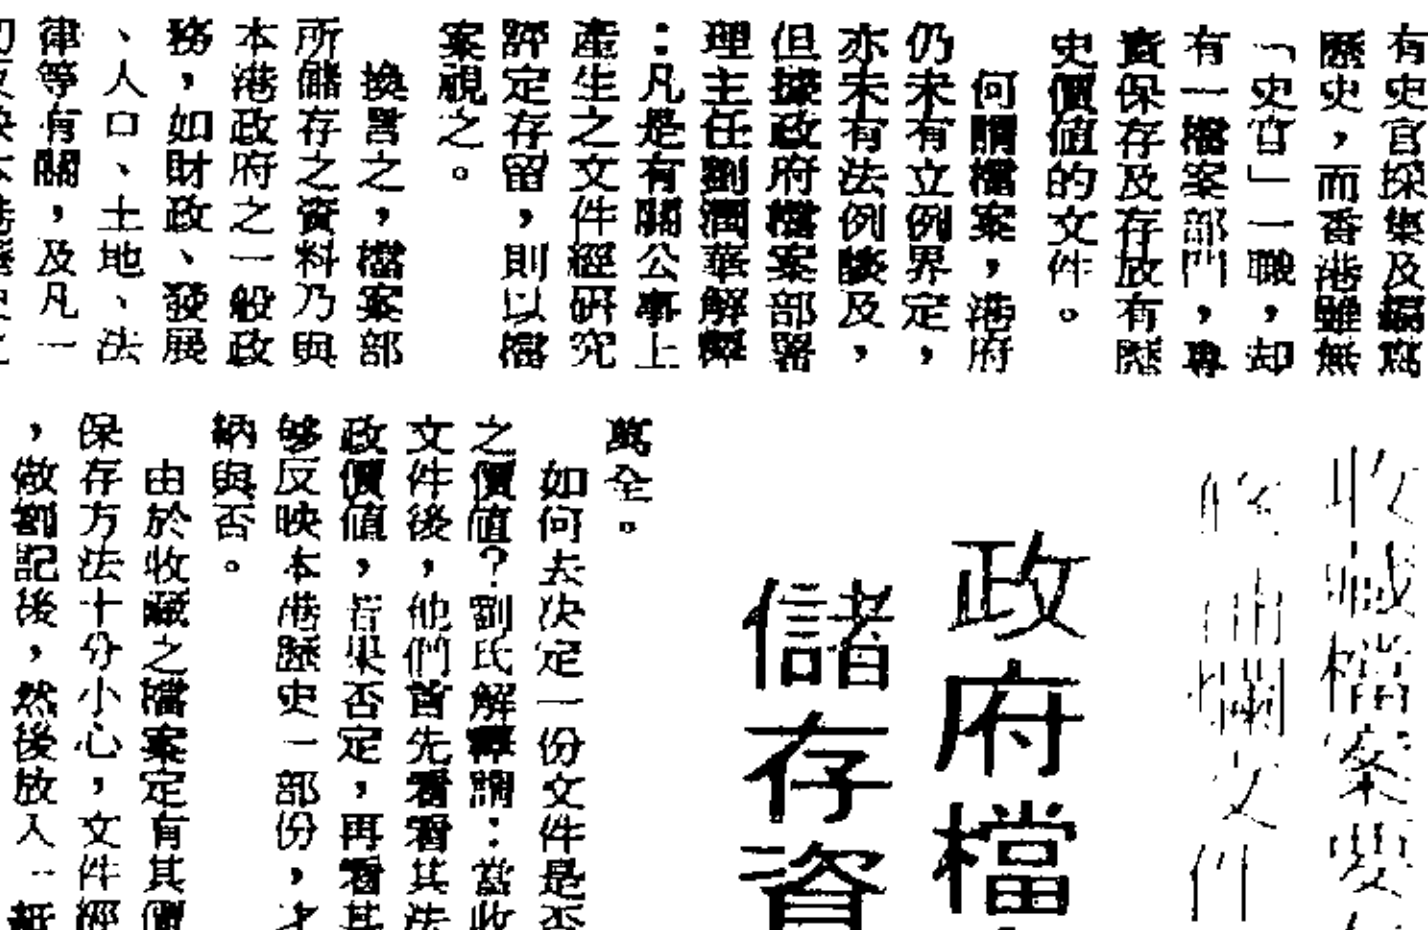 有史官採集及編寫
歷史，而香港雖無
「史官」一職，却
有一檔案部門，專
責保存及存放有歷
史價值的文件。
何謂檔案，港府
仍未有立例界定，
亦未有法例談及，
但據政府檔案部署
理主任劉潤華解釋
：凡是有關公事上
產生之文件經研究
評定存留，則以檔
案視之。
換言之，檔案部
所儲存之資料乃與
本港政府之一般政
務，如財政、發展
、人口、土地、法
律等有關，及凡一
收藏檔案要
政府檔
儲存資
萬全。
如何去決定一份文件是否
之價值？劉氏解釋謂：當收
文件後，他們首先看看其法
政價值，若果否定，再看其
够反映本港歷史一部份，才
納與否。
由於收藏之檔案定有其價
保存方法十分小心，文件經
，做劄記後，然後放入一紙